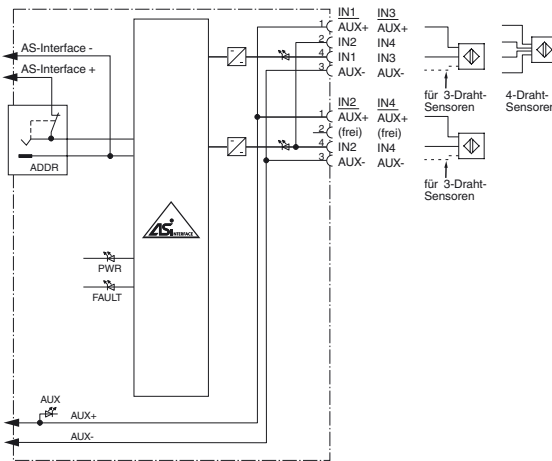 IN1 IN3
1 AUX+ AUX+
2 IN2 IN4
4 IN1 IN3
3 AUX- AUX-
für 3-Draht-
Sensoren
4-Draht-
Sensoren
AS-Interface -
AS-Interface +
ADDR
IN2 IN4
1 AUX+ AUX+
2 (frei) (frei)
4 IN2 IN4
3 AUX- AUX-
für 3-Draht-
Sensoren
ASi INTERFACE
PWR
FAULT
AUX
AUX+
AUX-